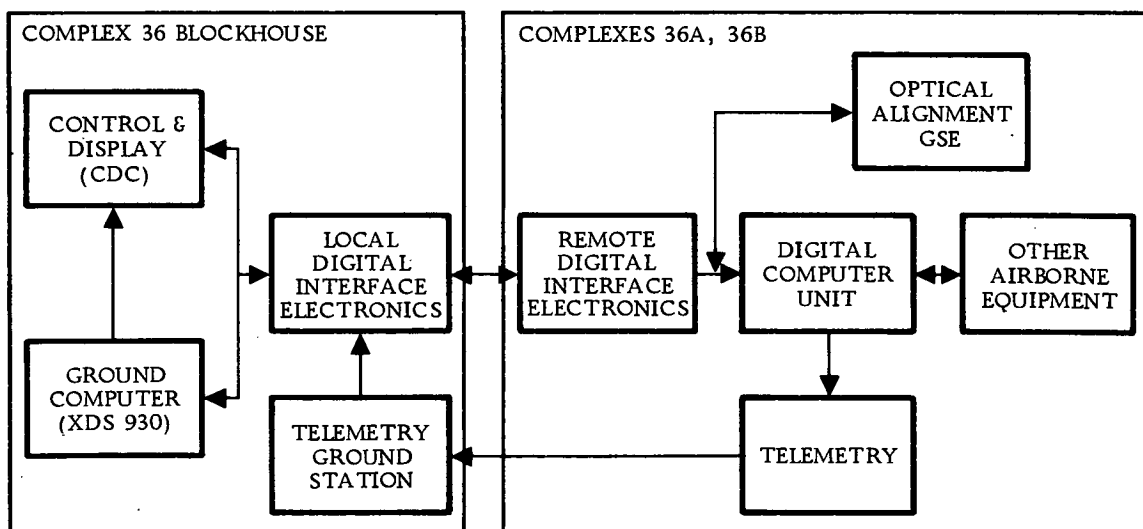 COMPLEX 36 BLOCKHOUSE
CONTROL &
DISPLAY
(CDC)
GROUND
COMPUTER
(XDS 930)
LOCAL
DIGITAL
INTERFACE
ELECTRONICS
TELEMETRY
GROUND
STATION
COMPLEXES 36A, 36B
OPTICAL
ALIGNMENT
GSE
REMOTE
DIGITAL
INTERFACE
ELECTRONICS
DIGITAL
COMPUTER
UNIT
OTHER
AIRBORNE
EQUIPMENT
TELEMETRY